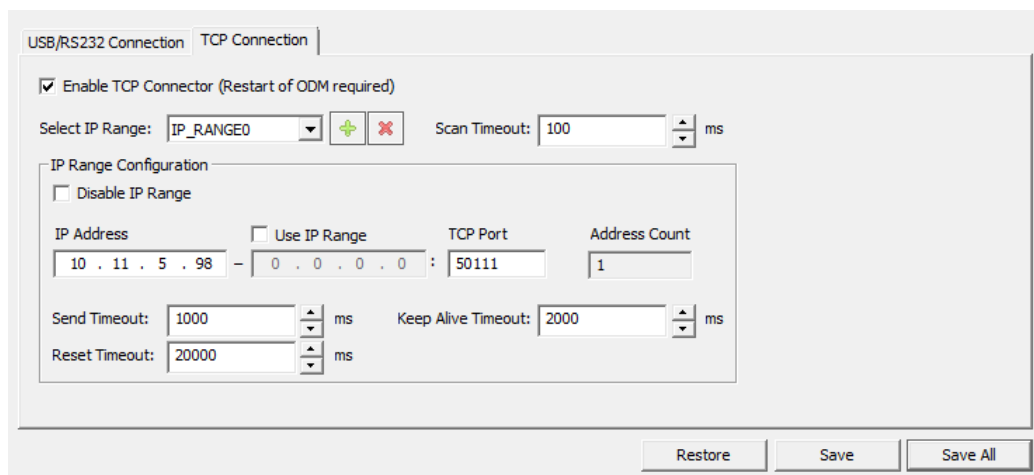 USB/RS232 Connection TCP Connection
Enable TCP Connector (Restart of ODM required)
Select IP Range: IP_RANGE0 Scan Timeout: 100 ms
IP Range Configuration
Disable IP Range
IP Address Use IP Range TCP Port Address Count
10 . 11 . 5 . 98 – 0 . 0 . 0 . 0 : 50111 1
Send Timeout: 1000 ms Keep Alive Timeout: 2000 ms
Reset Timeout: 20000 ms
Restore Save Save All